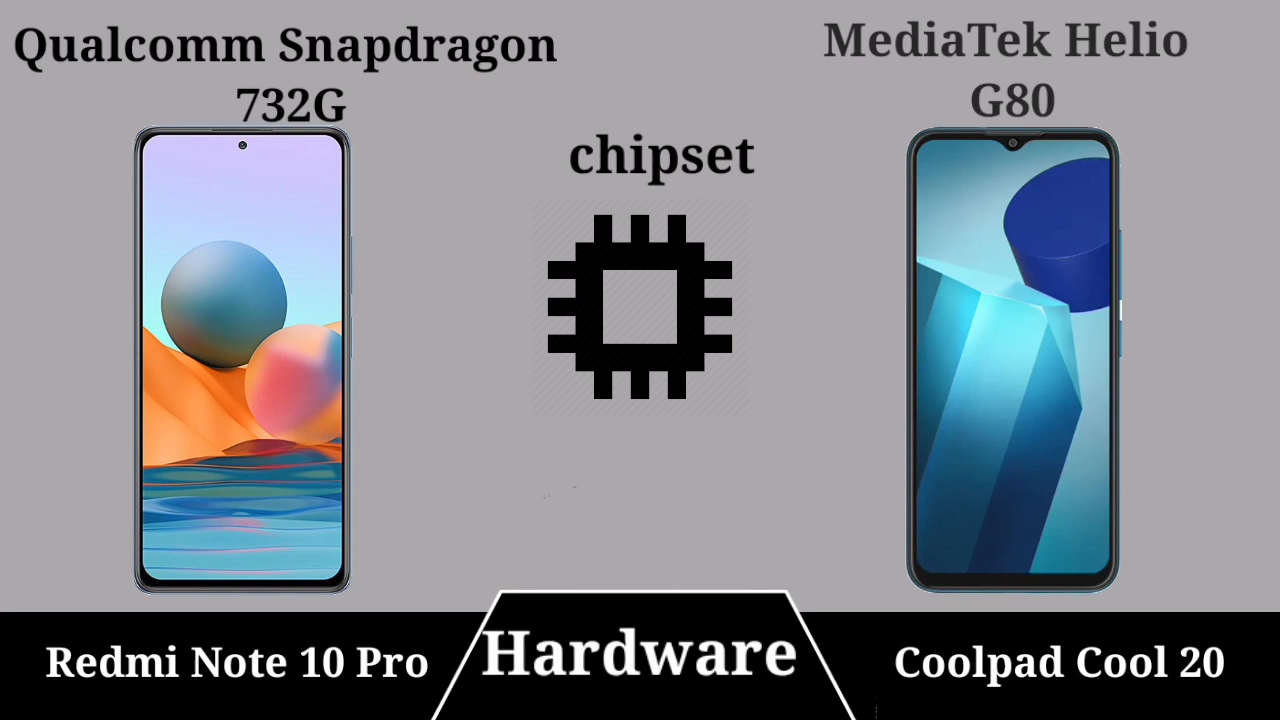 Qualcomm Snapdragon
732G
MediaTek Helio
G80
chipset
Redmi Note 10 Pro
Hardware
Coolpad Cool 20